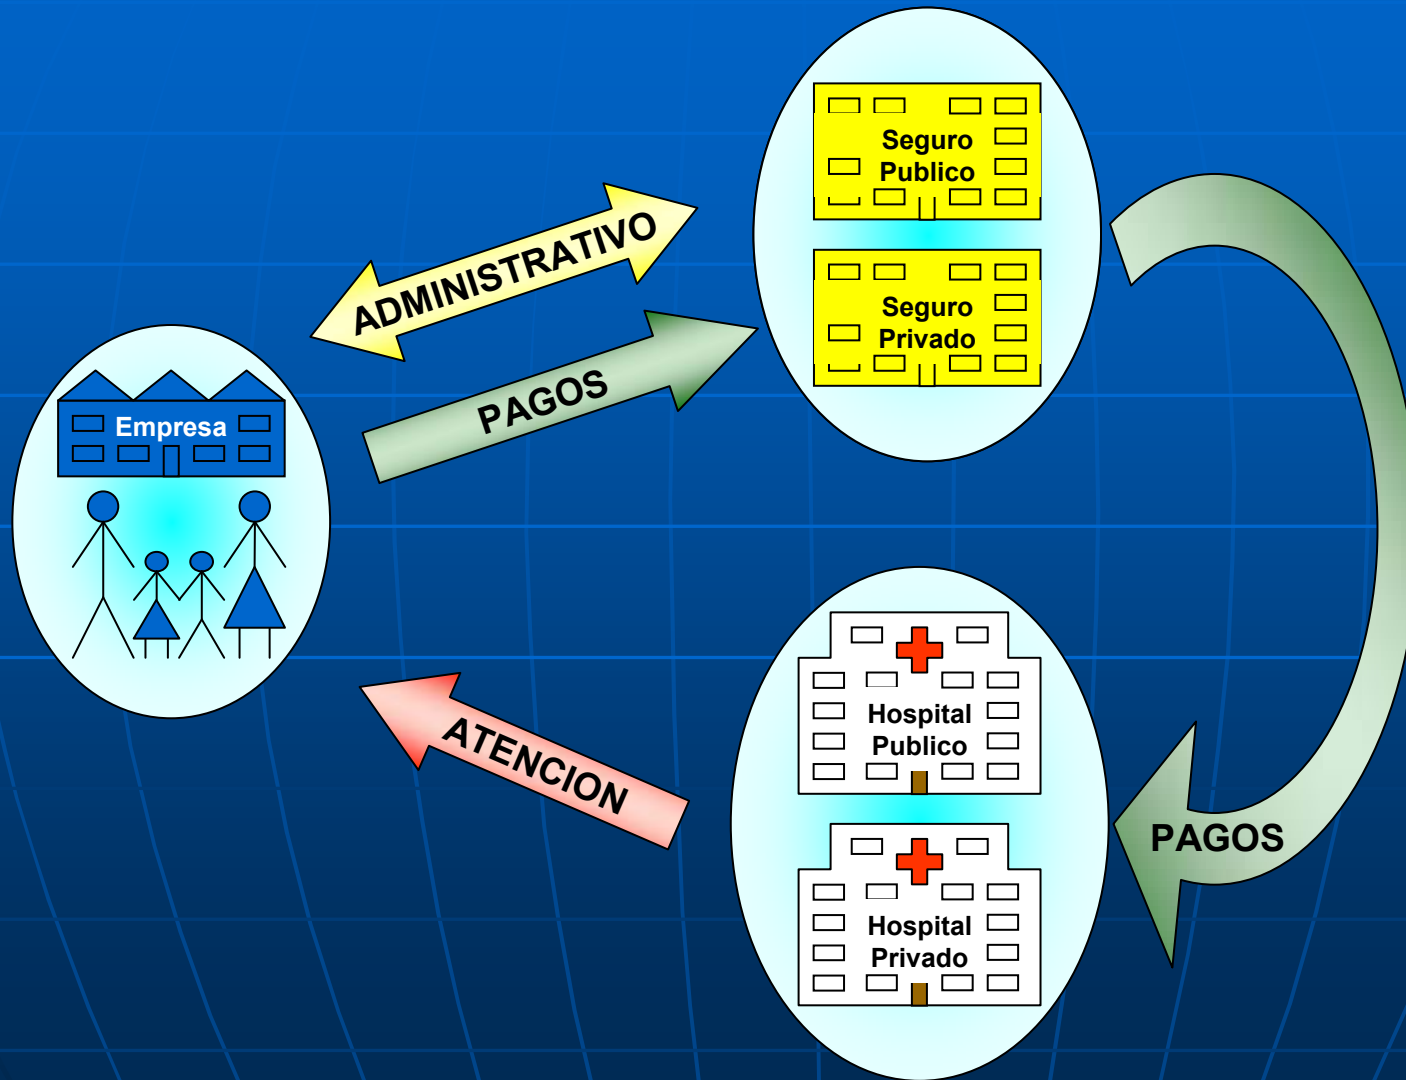 Seguro
Publico
ADMINISTRATIVO
Seguro
Privado
PAGOS
Empresa
Hospital
Publico
ATENCION
PAGOS
Hospital
Privado